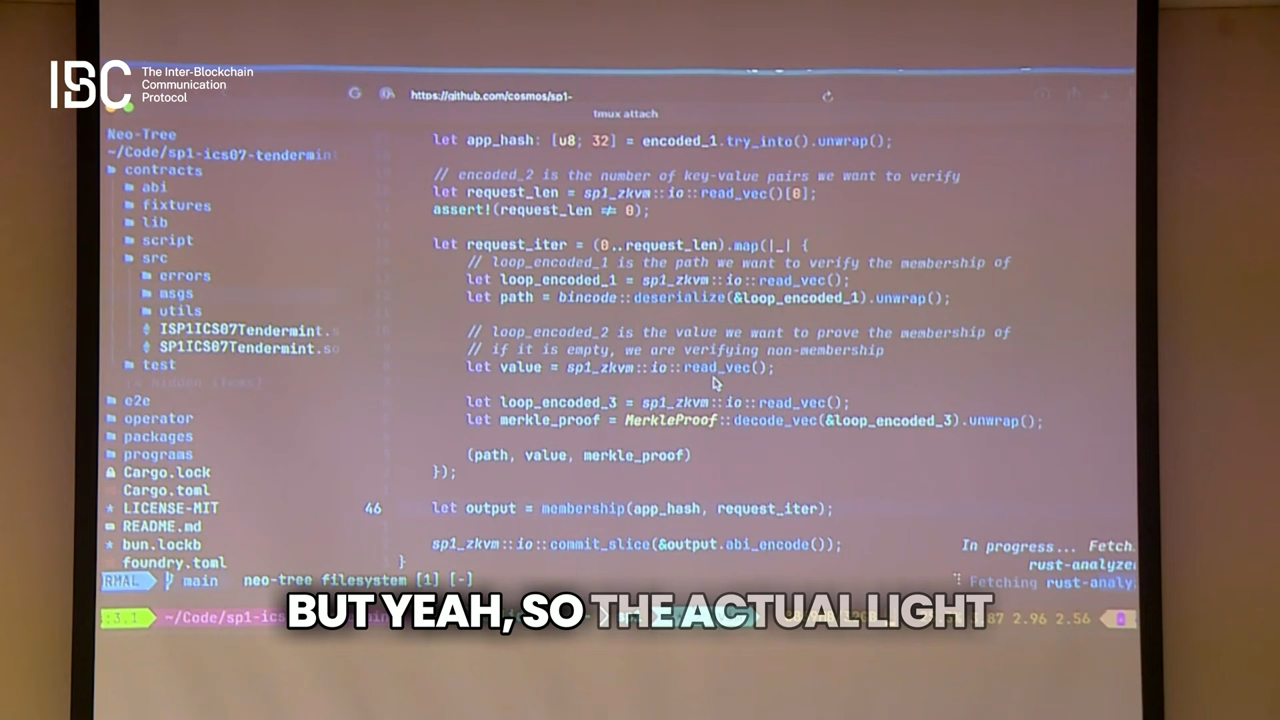 IBC The Inter-Blockchain
Communication
Protocol
https://github.com/cosmos/sp1-
tmux attach
Neo-Tree
~/Code/sp1-ics07-tendermin
contracts
abi
fixtures
lib
script
src
errors
msgs
utils
ISP1ICS07Tendermint.s
SP1ICS07Tendermint.so
test
e2e
operator
packages
programs
Cargo.lock
Cargo.toml
LICENSE-MIT
README.md
bun.lockb
foundry.toml
let app_hash: [u8; 32] = encoded_1.try_into().unwrap();
// encoded_2 is the number of key-value pairs we want to verify
let request_len = sp1_zkvm::io::read_vec()[0];
assert!(request_len ≠ 0);
let request_iter = (0..request_len).map(|_| {
// loop_encoded_1 is the path we want to verify the membership of
let loop_encoded_1 = sp1_zkvm::io::read_vec();
let path = bincode::deserialize(&loop_encoded_1).unwrap();
// loop_encoded_2 is the value we want to prove the membership of
// if it is empty, we are verifying non-membership
let value = sp1_zkvm::io::read_vec();
let loop_encoded_3 = sp1_zkvm::io::read_vec();
let merkle_proof = MerkleProof::decode_vec(&loop_encoded_3).unwrap();
(path, value, merkle_proof)
});
46 let output = membership(app_hash, request_iter);
sp1_zkvm::io::commit_slice(&output.abi_encode());
}
In progress... Fetch
rust-analyze
Fetching rust-analy
RMAL main neo-tree filesystem [1] [-]
BUT YEAH, SO THE ACTUAL LIGHT
:3.1 ~/Code/sp1-ics
2.96 2.56